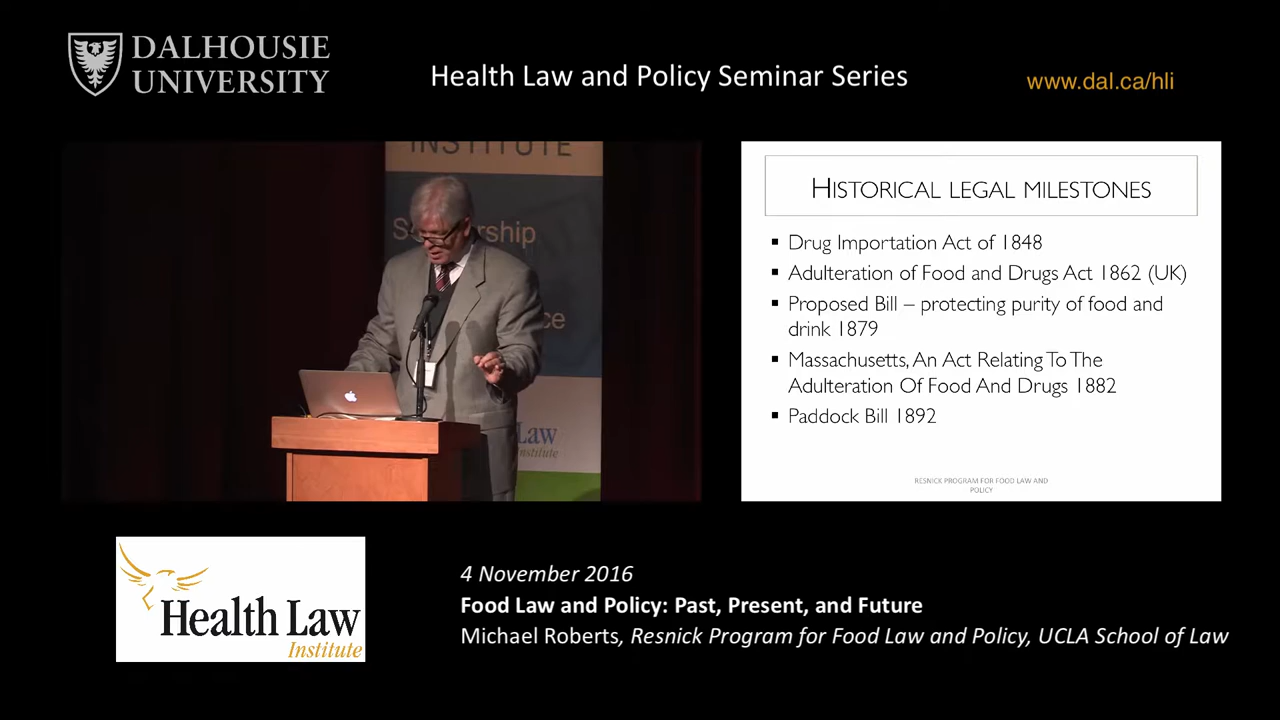 DALHOUSIE
UNIVERSITY
Health Law and Policy Seminar Series
www.dal.ca/hli
INSTITUTE
HISTORICAL LEGAL MILESTONES
▪ Drug Importation Act of 1848
▪ Adulteration of Food and Drugs Act 1862 (UK)
▪ Proposed Bill – protecting purity of food and
drink 1879
▪ Massachusetts, An Act Relating To The
Adulteration Of Food And Drugs 1882
▪ Paddock Bill 1892
RESNICK PROGRAM FOR FOOD LAW AND
POLICY
Law
Institute
Health Law
Institute
4 November 2016
Food Law and Policy: Past, Present, and Future
Michael Roberts, Resnick Program for Food Law and Policy, UCLA School of Law